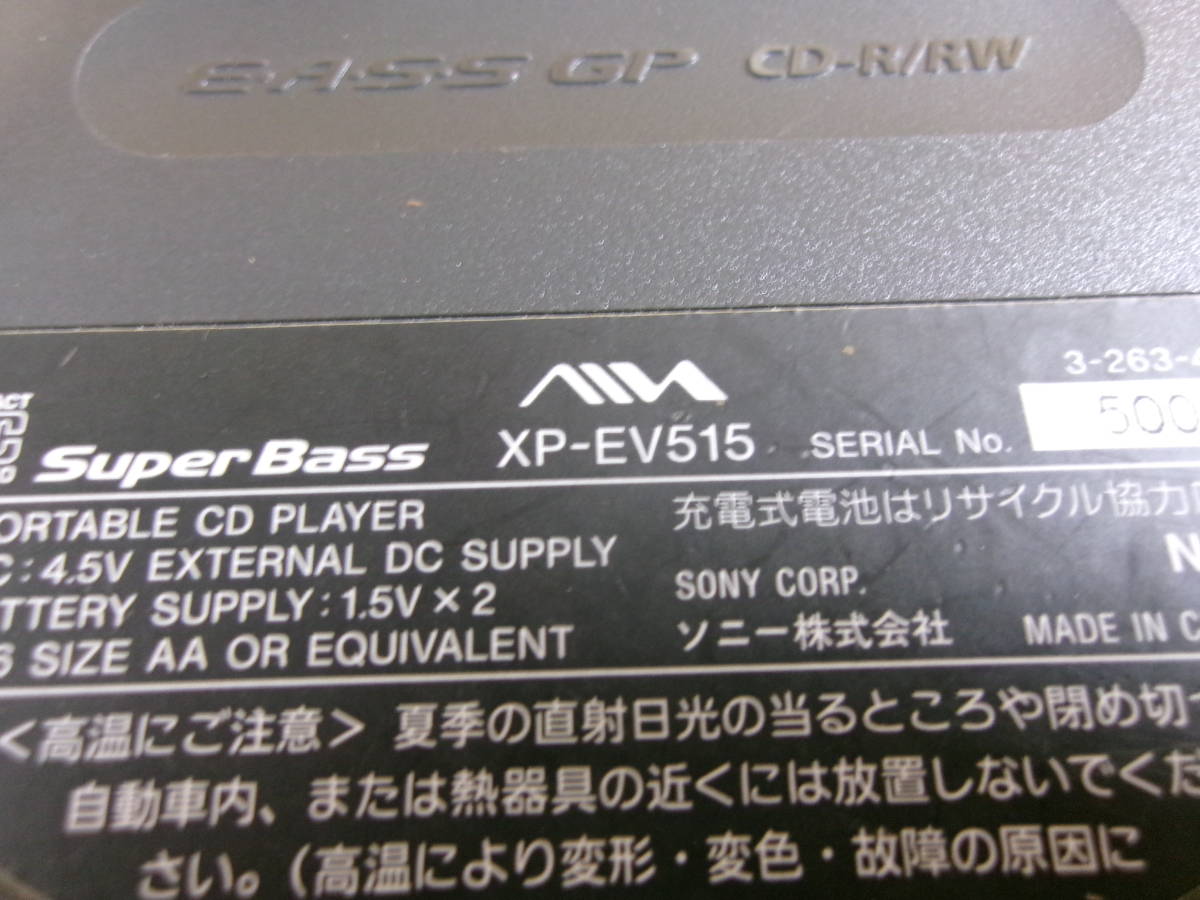 BASS GP CD-R/RW
3-263-
AIWA
500
Super Bass XP-EV515 SERIAL No.
PORTABLE CD PLAYER
DC:4.5V EXTERNAL DC SUPPLY
BATTERY SUPPLY:1.5V×2
SIZE AA OR EQUIVALENT
充電式電池はリサイクル協力
SONY CORP.
ソニー株式会社 MADE IN C
<高温にご注意> 夏季の直射日光の当るところや閉め切
自動車内、または熱器具の近くには放置しないでくだ
さい。(高温により変形・変色・故障の原因に